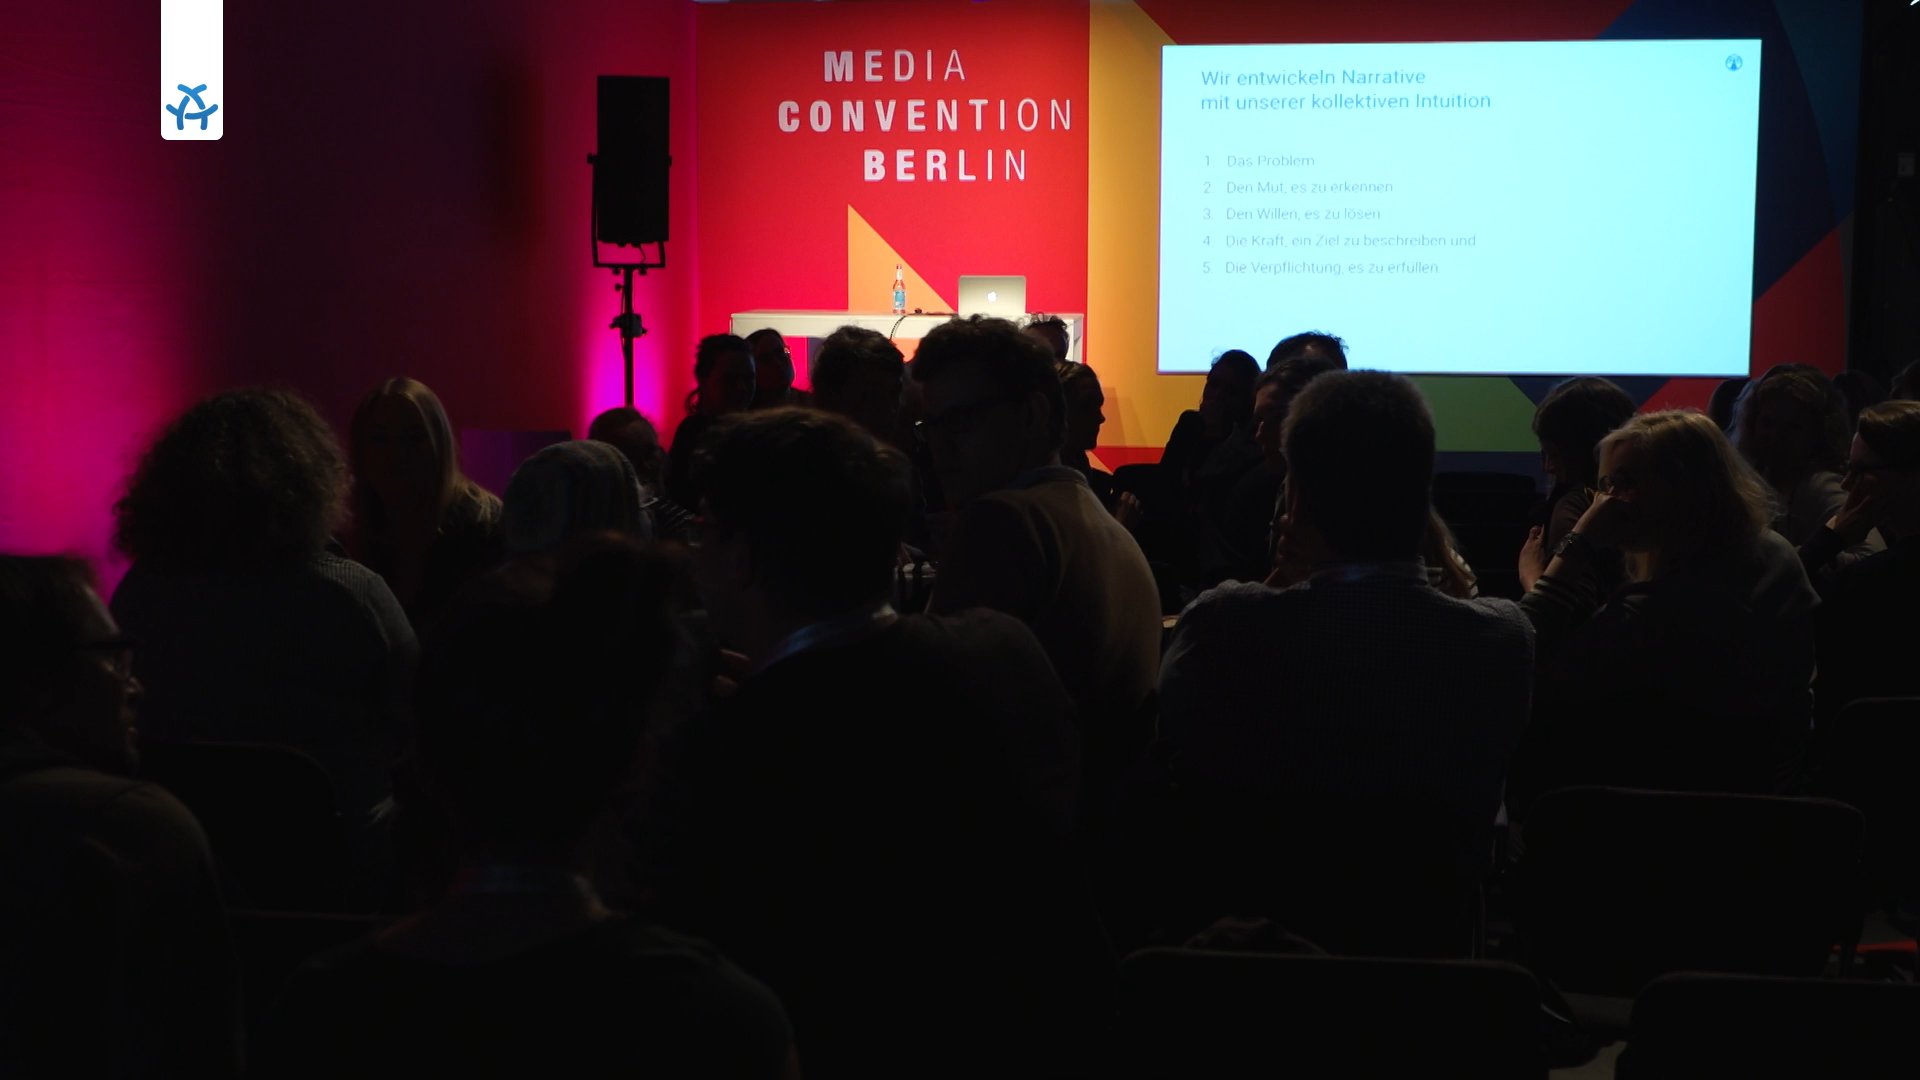 MEDIA
CONVENTION
BERLIN
Wir entwickeln Narrative
mit unserer kollektiven Intuition
1. Das Problem
2. Den Mut, es zu erkennen
3. Den Willen, es zu lösen
4. Die Kraft, ein Ziel zu beschreiben und
5. Die Verpflichtung, es zu erfüllen